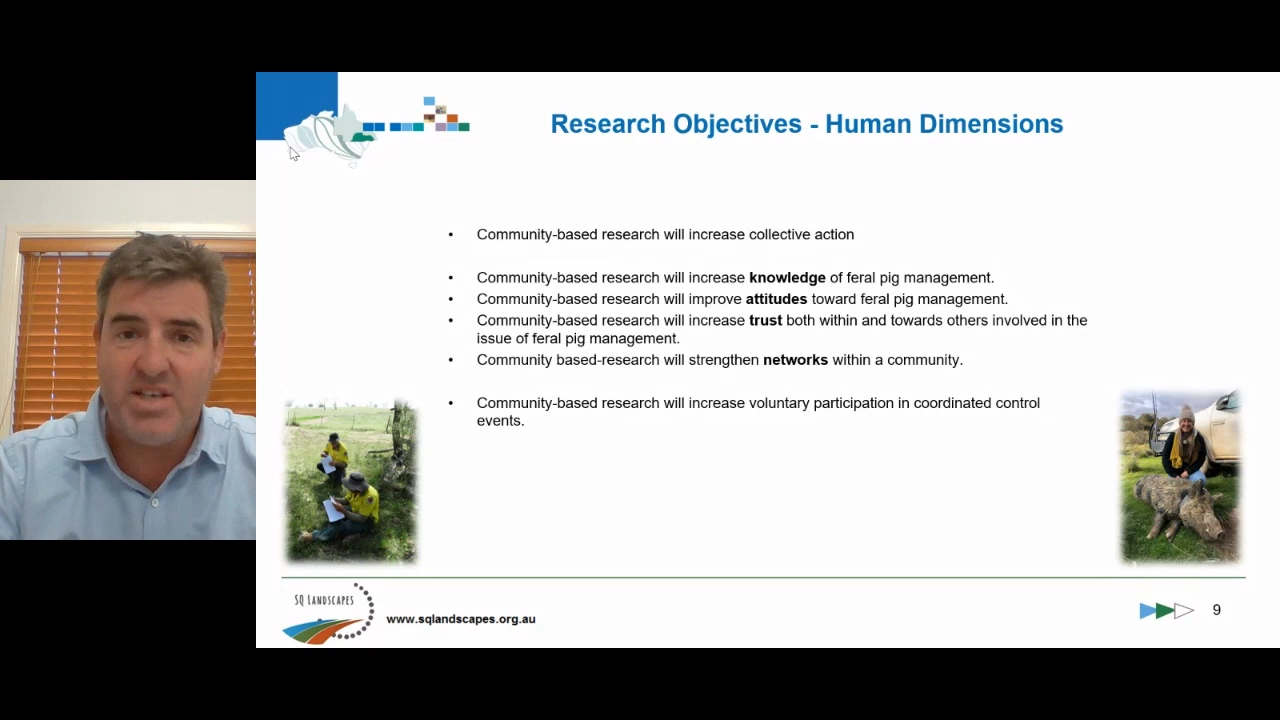 Research Objectives - Human Dimensions
• Community-based research will increase collective action
• Community-based research will increase knowledge of feral pig management.
• Community-based research will improve attitudes toward feral pig management.
• Community-based research will increase trust both within and towards others involved in the
issue of feral pig management.
• Community based-research will strengthen networks within a community.
• Community-based research will increase voluntary participation in coordinated control
events.
SQ LANDSCAPES
www.sqlandscapes.org.au
9